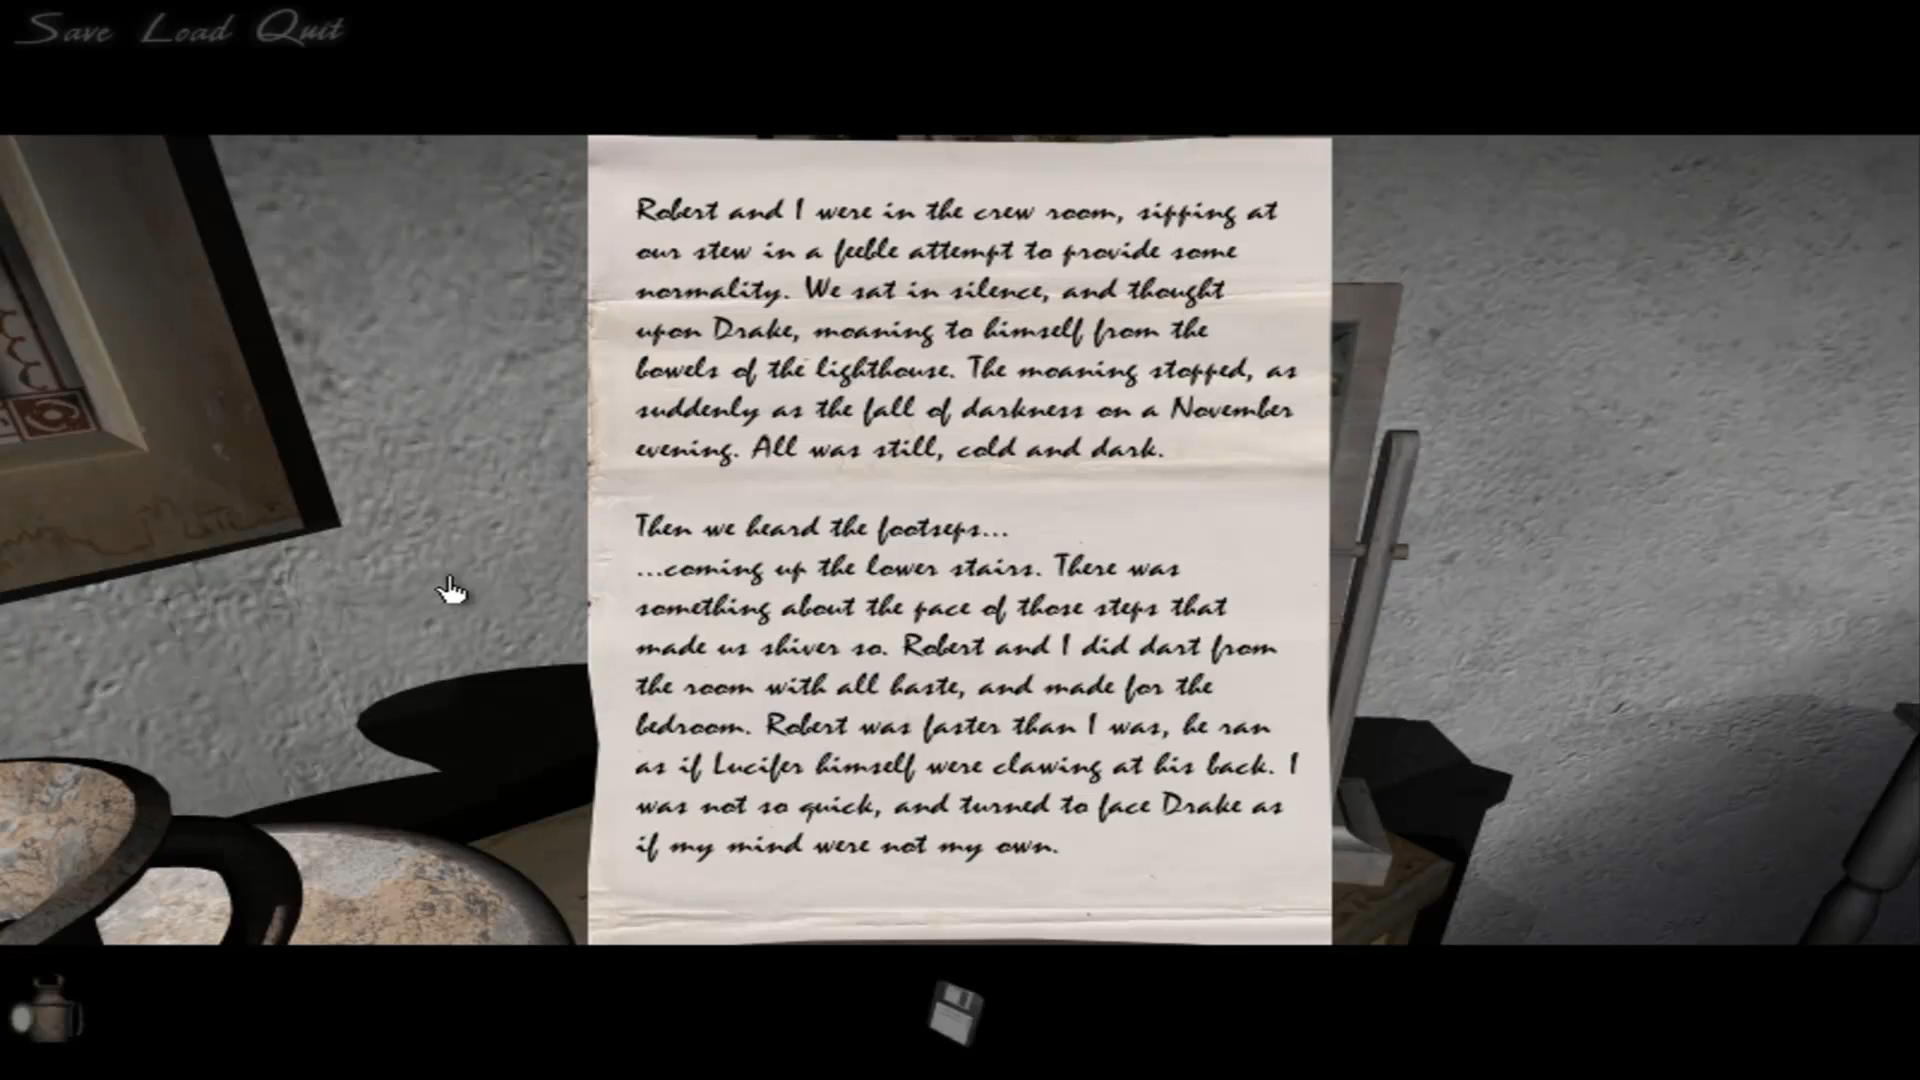 Save Load Quit
Robert and I were in the crew room, sipping at
our stew in a feeble attempt to provide some
normality. We sat in silence, and thought
upon Drake, moaning to himself from the
bowels of the lighthouse. The moaning stopped, as
suddenly as the fall of darkness on a November
evening. All was still, cold and dark.
Then we heard the footseps...
...coming up the lower stairs. There was
something about the pace of those steps that
made us shiver so. Robert and I did dart from
the room with all haste, and made for the
bedroom. Robert was faster than I was, he ran
as if Lucifer himself were clawing at his back. I
was not so quick, and turned to face Drake as
if my mind were not my own.